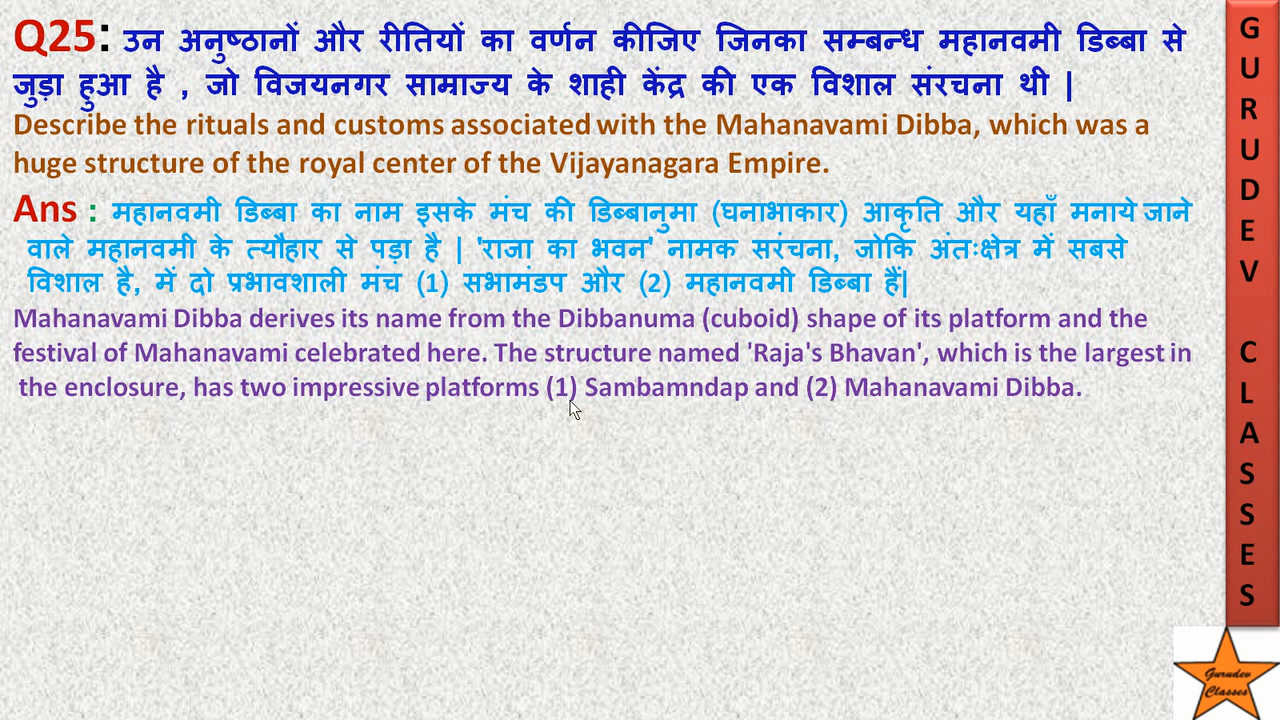 Q25: उन अनुष्ठानों और रीतियों का वर्णन कीजिए जिनका सम्बन्ध महानवमी डिब्बा से
जुड़ा हुआ है , जो विजयनगर साम्राज्य के शाही केंद्र की एक विशाल संरचना थी |
Describe the rituals and customs associated with the Mahanavami Dibba, which was a
huge structure of the royal center of the Vijayanagara Empire.
Ans : महानवमी डिब्बा का नाम इसके मंच की डिब्बानुमा (घनाभाकार) आकृति और यहाँ मनाये जाने
वाले महानवमी के त्यौहार से पड़ा है | 'राजा का भवन' नामक सरंचना, जोकि अंतःक्षेत्र में सबसे
विशाल है, में दो प्रभावशाली मंच (1) सभामंडप और (2) महानवमी डिब्बा हैं|
Mahanavami Dibba derives its name from the Dibbanuma (cuboid) shape of its platform and the
festival of Mahanavami celebrated here. The structure named 'Raja's Bhavan', which is the largest in
the enclosure, has two impressive platforms (1) Sambamndap and (2) Mahanavami Dibba.
GURUDEV CLASSES
Gurudev
Classes